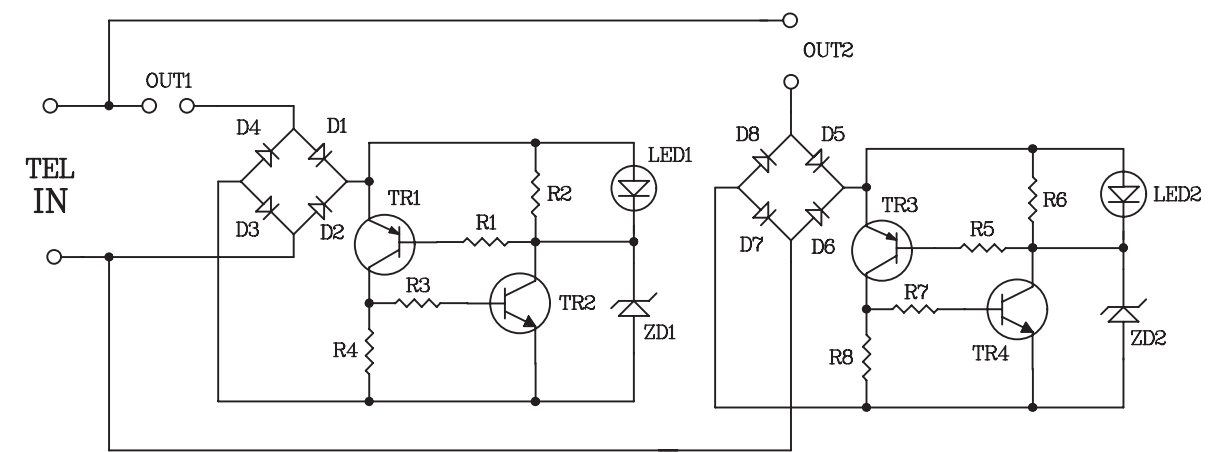 OUT2
OUT1
D4 D1
D8 D5
TEL
IN
LED1
TR1
R2
TR3
R6
LED2
D3 D2
R1
D7 D6
R5
R3
TR2
R7
ZD1
R4
TR4
ZD2
R8